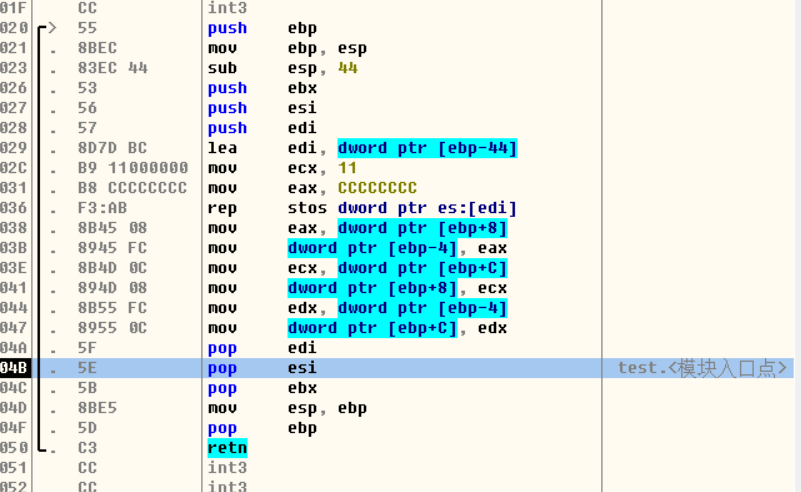 01F CC int3
020 > 55 push ebp
021 . 8BEC mov ebp, esp
023 . 83EC 44 sub esp, 44
026 . 53 push ebx
027 . 56 push esi
028 . 57 push edi
029 . 8D7D BC lea edi, dword ptr [ebp-44]
02C . B9 11000000 mov ecx, 11
031 . B8 CCCCCCCC mov eax, CCCCCCCC
036 . F3:AB rep stos dword ptr es:[edi]
038 . 8B45 08 mov eax, dword ptr [ebp+8]
03B . 8945 FC mov dword ptr [ebp-4], eax
03E . 8B4D 0C mov ecx, dword ptr [ebp+C]
041 . 894D 08 mov dword ptr [ebp+8], ecx
044 . 8B55 FC mov edx, dword ptr [ebp-4]
047 . 8955 0C mov dword ptr [ebp+C], edx
04A . 5F pop edi
04B . 5E pop esi test.<模块入口点>
04C . 5B pop ebx
04D . 8BE5 mov esp, ebp
04F . 5D pop ebp
050 . C3 retn
051 CC int3
052 CC int3